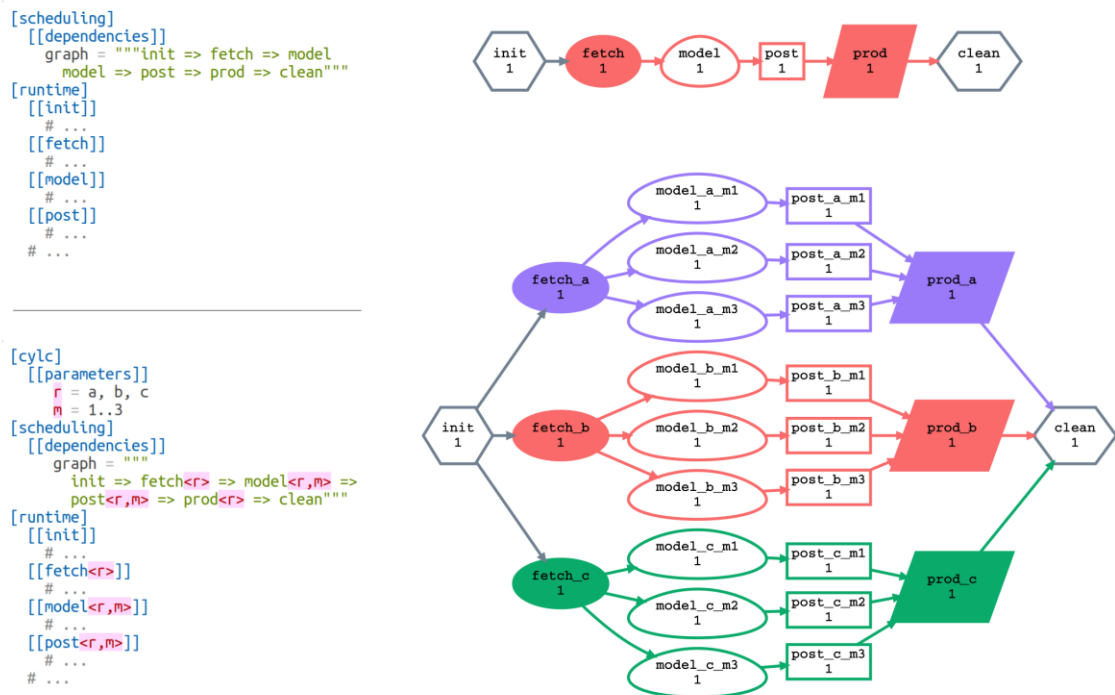 [scheduling]
[[dependencies]]
graph = """init => fetch => model
model => post => prod => clean"""
[runtime]
[[init]]
# ...
[[fetch]]
# ...
[[model]]
# ...
[[post]]
# ...
# ...
init
1
fetch
1
model
1
post
1
prod
1
clean
1
[cylc]
[[parameters]]
r = a, b, c
m = 1..3
[scheduling]
[[dependencies]]
graph = """
init => fetch<r> => model<r,m> =>
post<r,m> => prod<r> => clean"""
[runtime]
[[init]]
# ...
[[fetch<r>]]
# ...
[[model<r,m>]]
# ...
[[post<r,m>]]
# ...
# ...
init
1
fetch_a
1
model_a_m1
1
post_a_m1
1
model_a_m2
1
post_a_m2
1
model_a_m3
1
post_a_m3
1
prod_a
1
fetch_b
1
model_b_m1
1
post_b_m1
1
model_b_m2
1
post_b_m2
1
model_b_m3
1
post_b_m3
1
prod_b
1
fetch_c
1
model_c_m1
1
post_c_m1
1
model_c_m2
1
post_c_m2
1
model_c_m3
1
post_c_m3
1
prod_c
1
clean
1